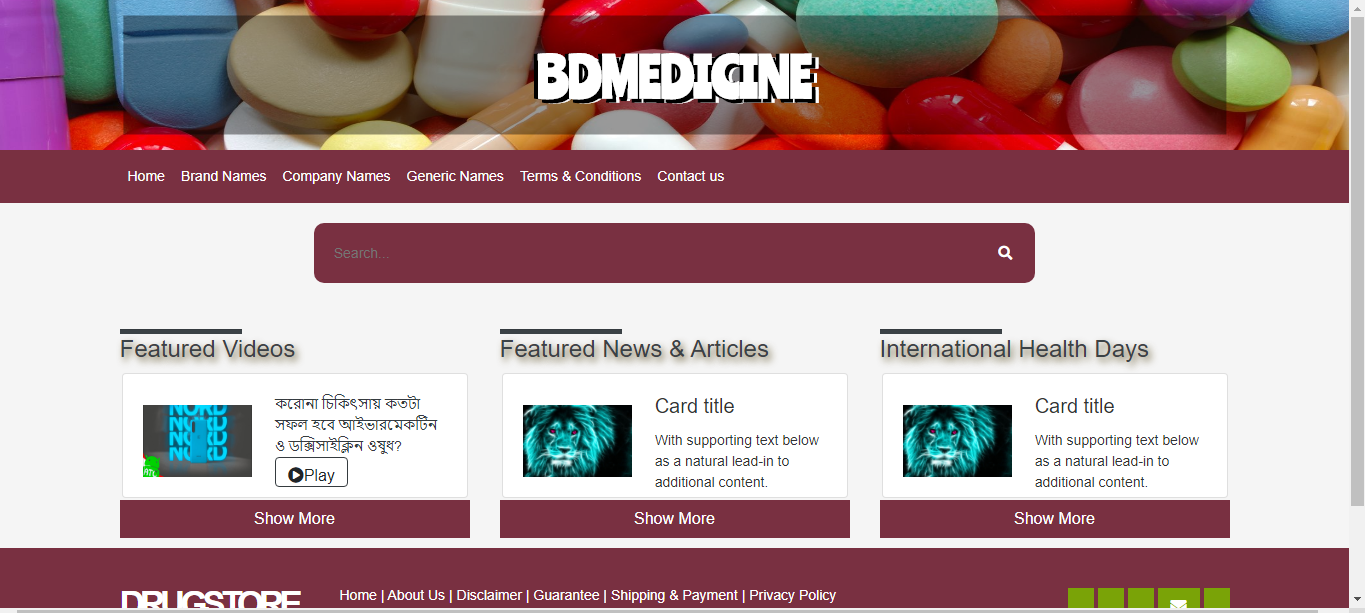 BDMEDICINE
Home Brand Names Company Names Generic Names Terms & Conditions Contact us
Search...
Featured Videos
করোনা চিকিৎসায় কতটা
সফল হবে আইভারমেকটিন
ও ডক্সিসাইক্লিন ওষুধ?
Play
Show More
Featured News & Articles
Card title
With supporting text below
as a natural lead-in to
additional content.
Show More
International Health Days
Card title
With supporting text below
as a natural lead-in to
additional content.
Show More
DRUGSTORE
Home | About Us | Disclaimer | Guarantee | Shipping & Payment | Privacy Policy